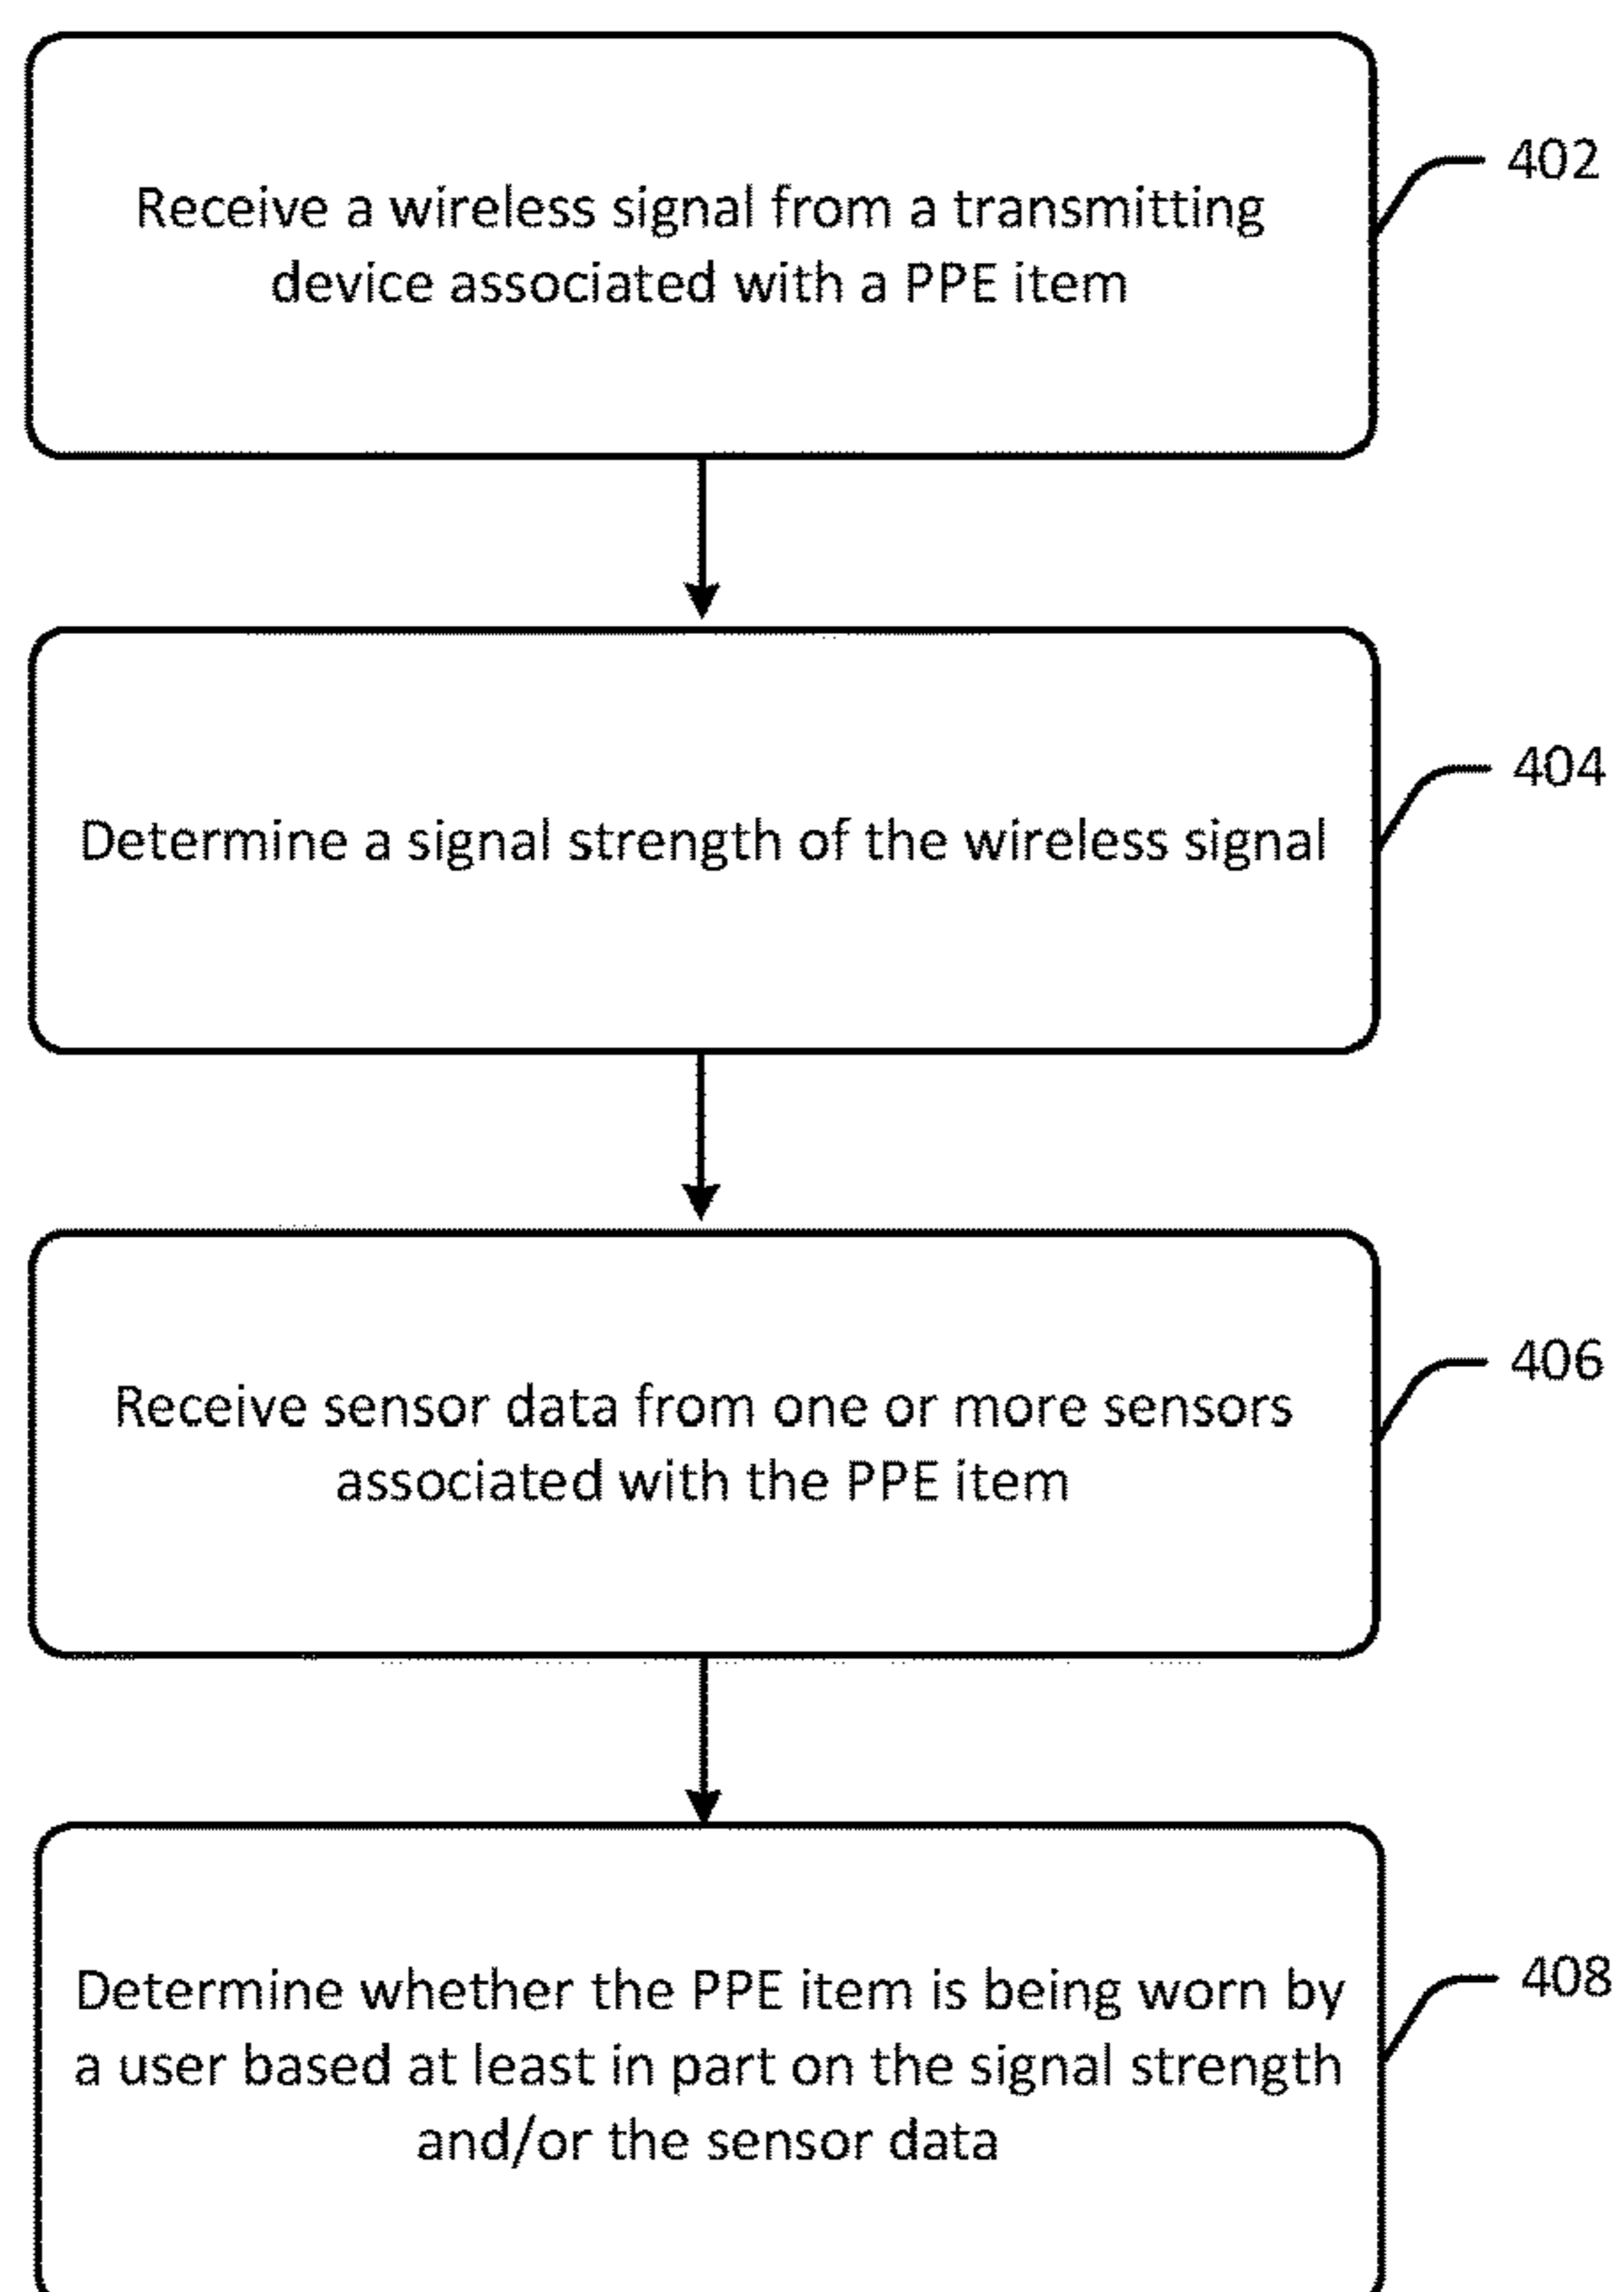 Receive a wireless signal from a transmitting
device associated with a PPE item
402
Determine a signal strength of the wireless signal
404
Receive sensor data from one or more sensors
associated with the PPE item
406
Determine whether the PPE item is being worn by
a user based at least in part on the signal strength
and/or the sensor data
408